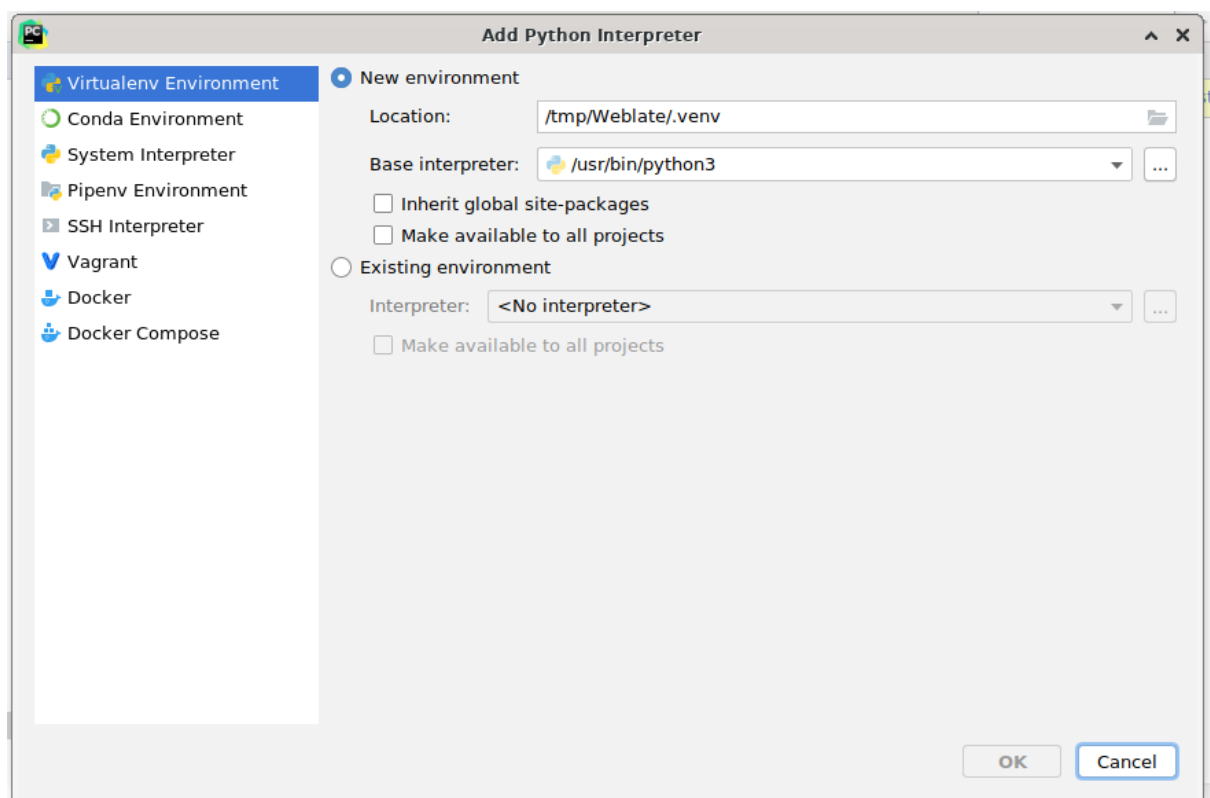 PC
Add Python Interpreter
Virtualenv Environment
Conda Environment
System Interpreter
Pipenv Environment
SSH Interpreter
Vagrant
Docker
Docker Compose
New environment
Location: /tmp/Weblate/.venv
Base interpreter: /usr/bin/python3 ...
Inherit global site-packages
Make available to all projects
Existing environment
Interpreter: <No interpreter> ...
Make available to all projects
OK Cancel